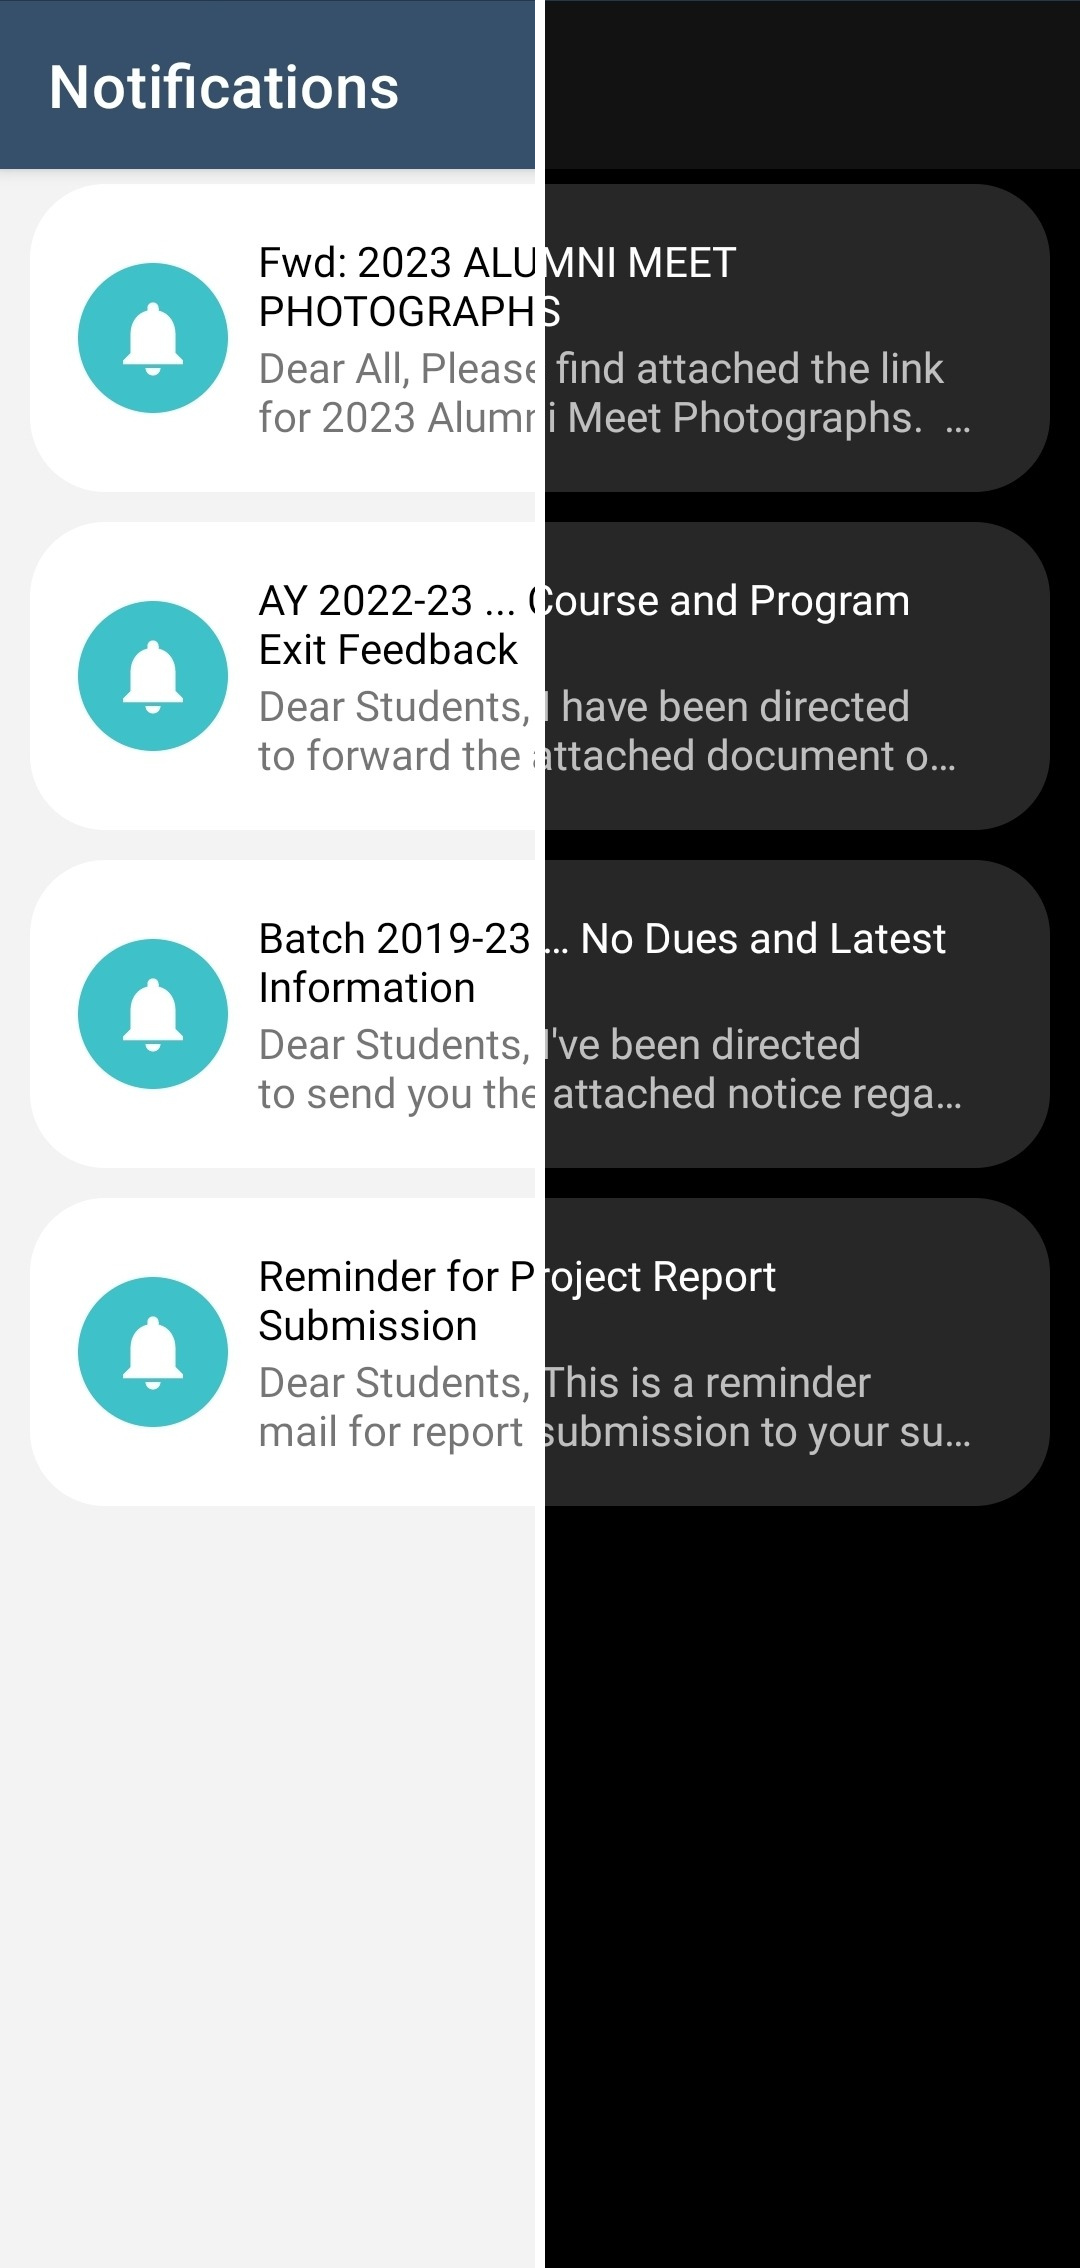 Notifications
Fwd: 2023 ALUMNI MEET
PHOTOGRAPHS
Dear All, Please find attached the link
for 2023 Alumni Meet Photographs.  …
AY 2022-23 ... Course and Program
Exit Feedback
Dear Students, I have been directed
to forward the attached document o…
Batch 2019-23 ... No Dues and Latest
Information
Dear Students, I've been directed
to send you the attached notice rega…
Reminder for Project Report
Submission
Dear Students, This is a reminder
mail for report submission to your su…